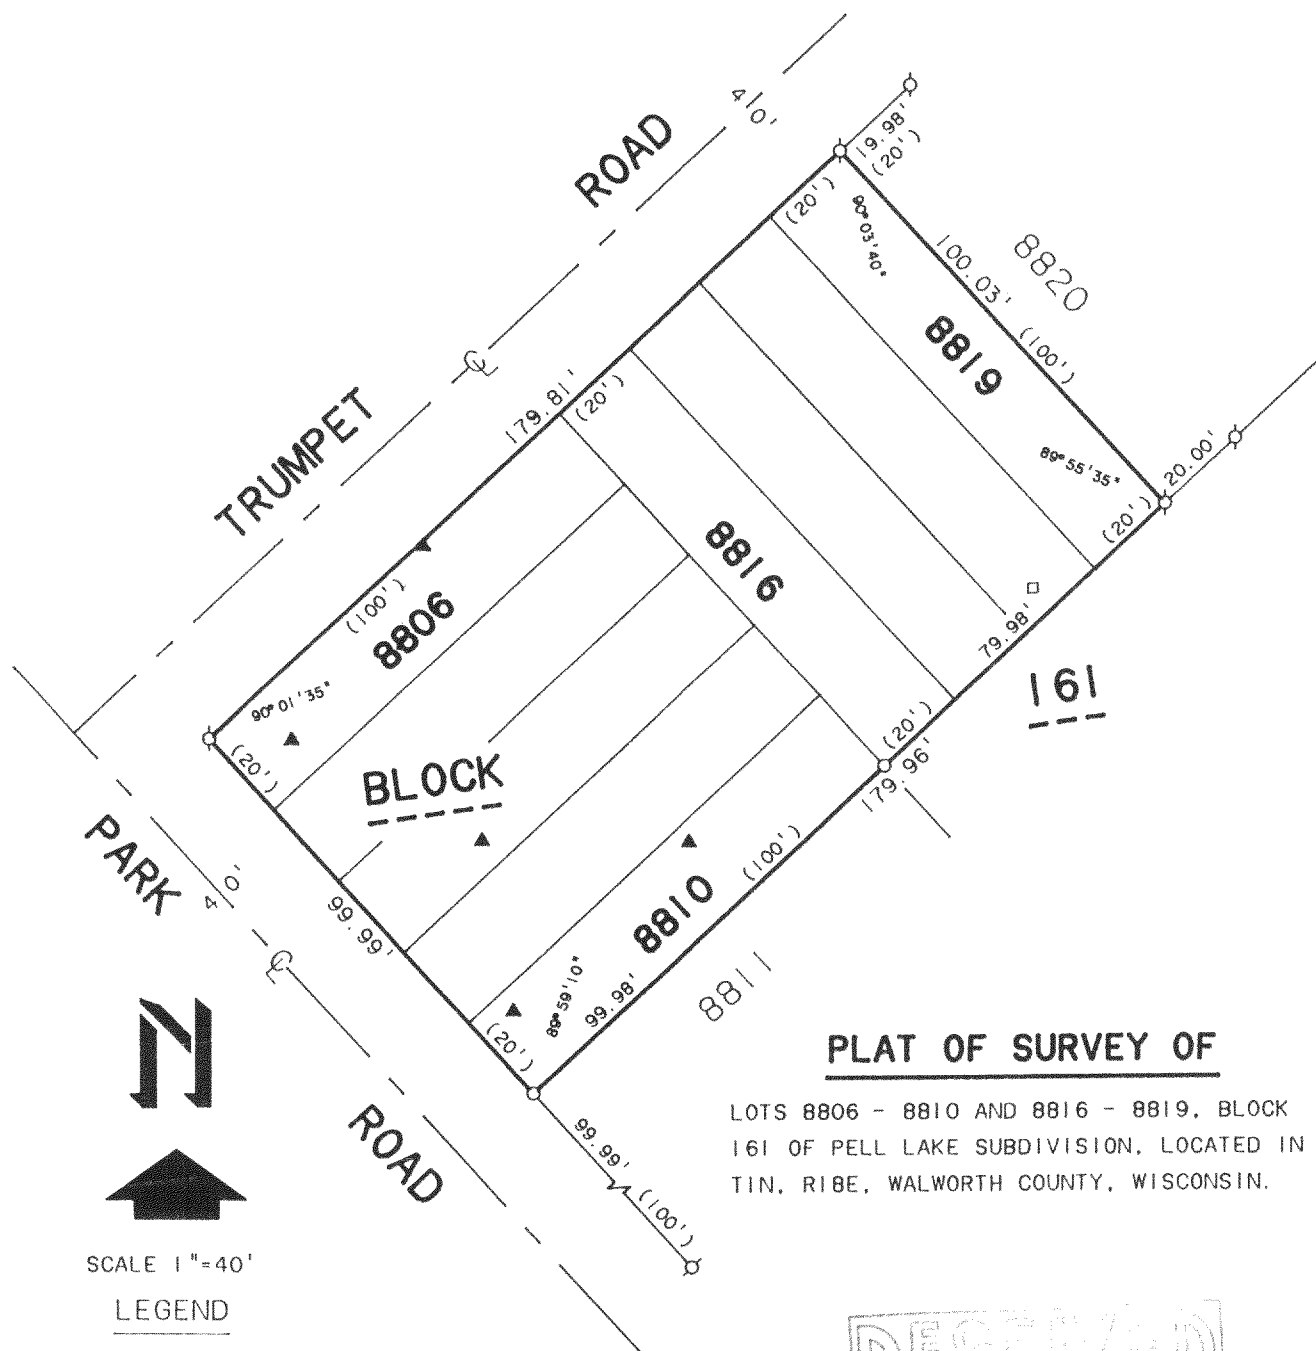 4|0'
19.98'
(20')
ROAD
(20')
90°03'40"
100.03'
(100')
8820
8819
℄
179.81'
(20')
TRUMPET
89°55'35"
20.00'
(20')
8816
(100')
8806
79.98'
161
90°01'35"
(20')
(20')
179.96'
BLOCK
PARK
40'
99.99'
(100')
8810
99.98'
89°59'10"
8811
℄
(20')
N
PLAT OF SURVEY OF
LOTS 8806 - 8810 AND 8816 - 8819, BLOCK
161 OF PELL LAKE SUBDIVISION, LOCATED IN
T1N, R18E, WALWORTH COUNTY, WISCONSIN.
ROAD
99.99'
(100')
SCALE 1"=40'
LEGEND